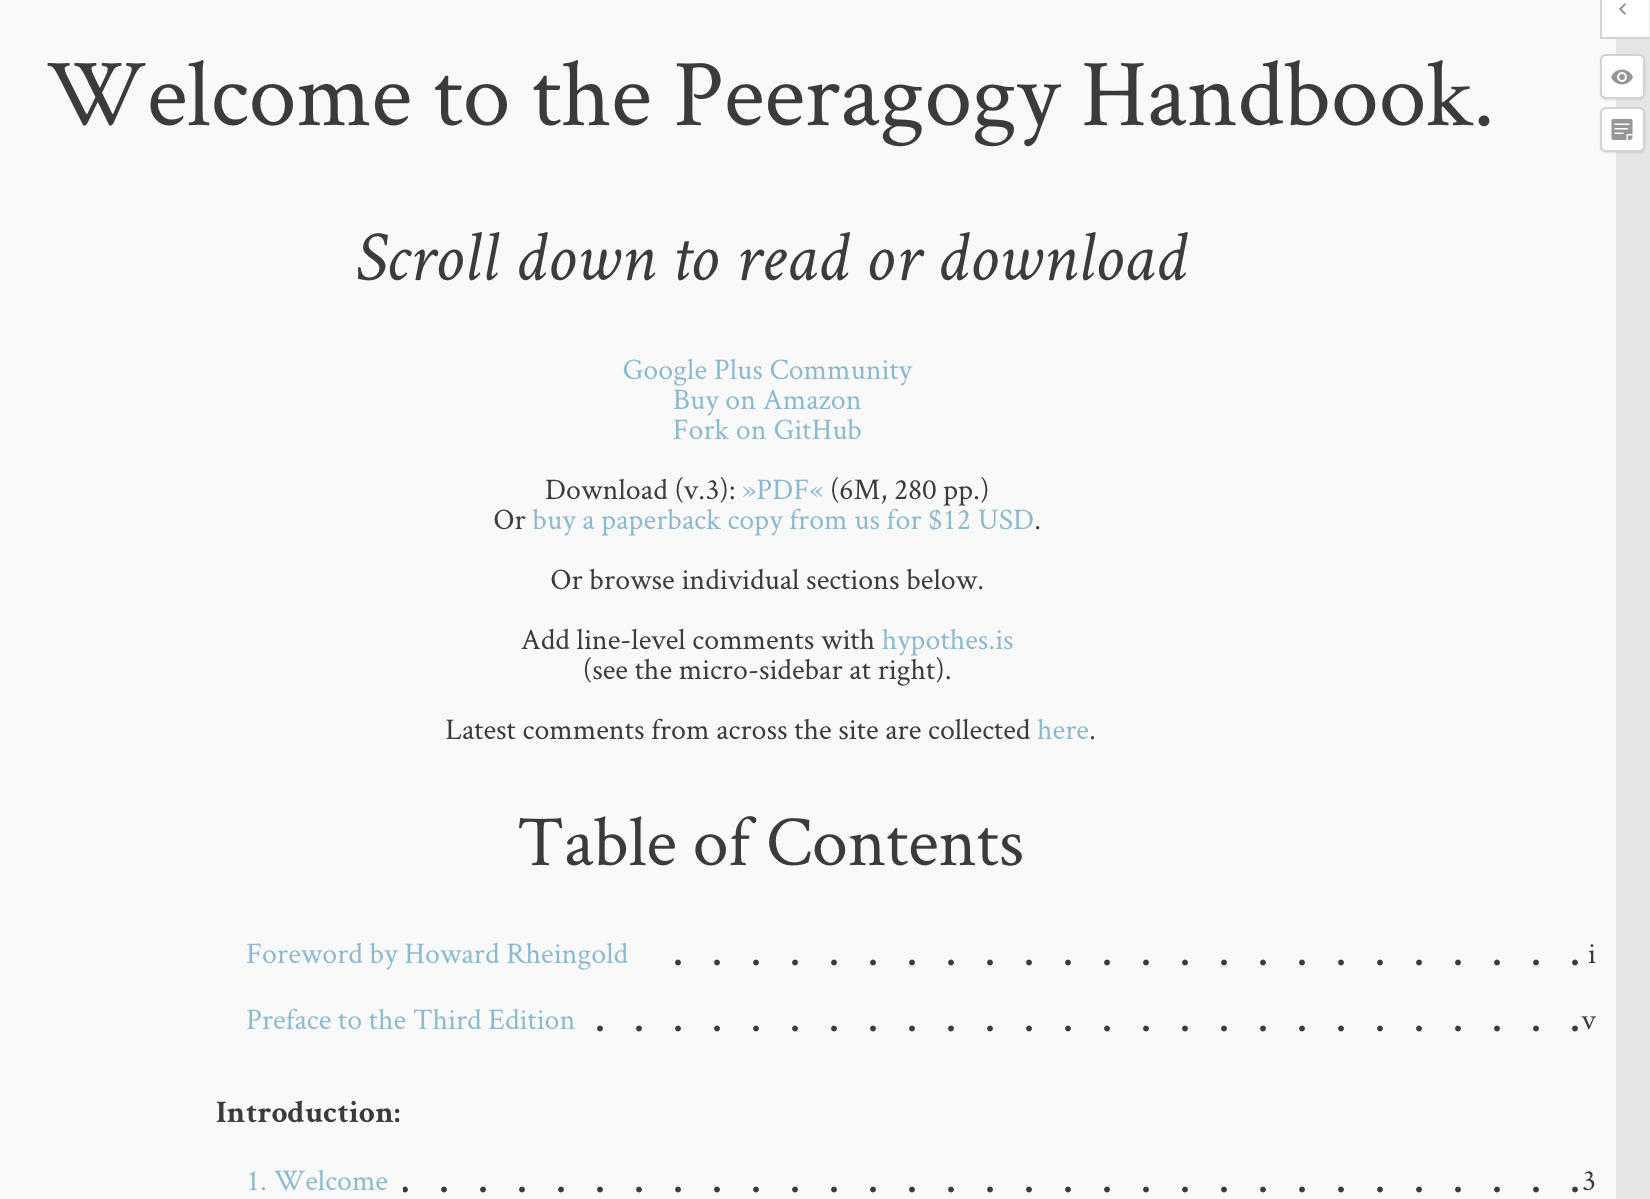 Welcome to the Peeragogy Handbook.
Scroll down to read or download
Google Plus Community
Buy on Amazon
Fork on GitHub
Download (v.3): »PDF« (6M, 280 pp.)
Or buy a paperback copy from us for $12 USD.
Or browse individual sections below.
Add line-level comments with hypothes.is
(see the micro-sidebar at right).
Latest comments from across the site are collected here.
Table of Contents
Foreword by Howard Rheingold . . . . . . . . . . . . . . . . . . . . . . . . . i
Preface to the Third Edition . . . . . . . . . . . . . . . . . . . . . . . . . . . v
Introduction:
1. Welcome . . . . . . . . . . . . . . . . . . . . . . . . . . . . . . . . 3